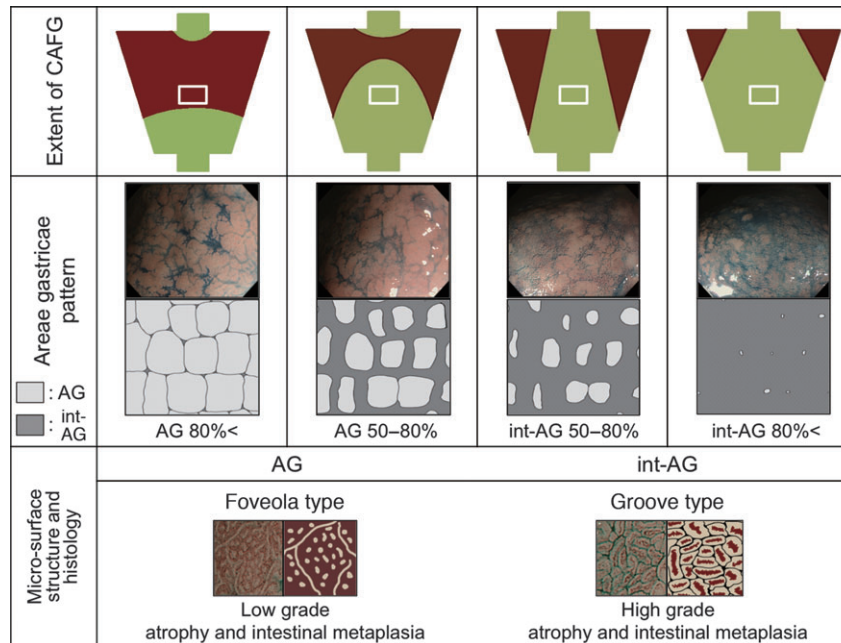 Extent of CAFG
Areae gastricae
pattern
: AG
: int-
AG
AG 80%<
AG 50–80%
int-AG 50–80%
int-AG 80%<
Micro-surface
structure and
histology
AG
int-AG
Foveola type
Groove type
Low grade
atrophy and intestinal metaplasia
High grade
atrophy and intestinal metaplasia